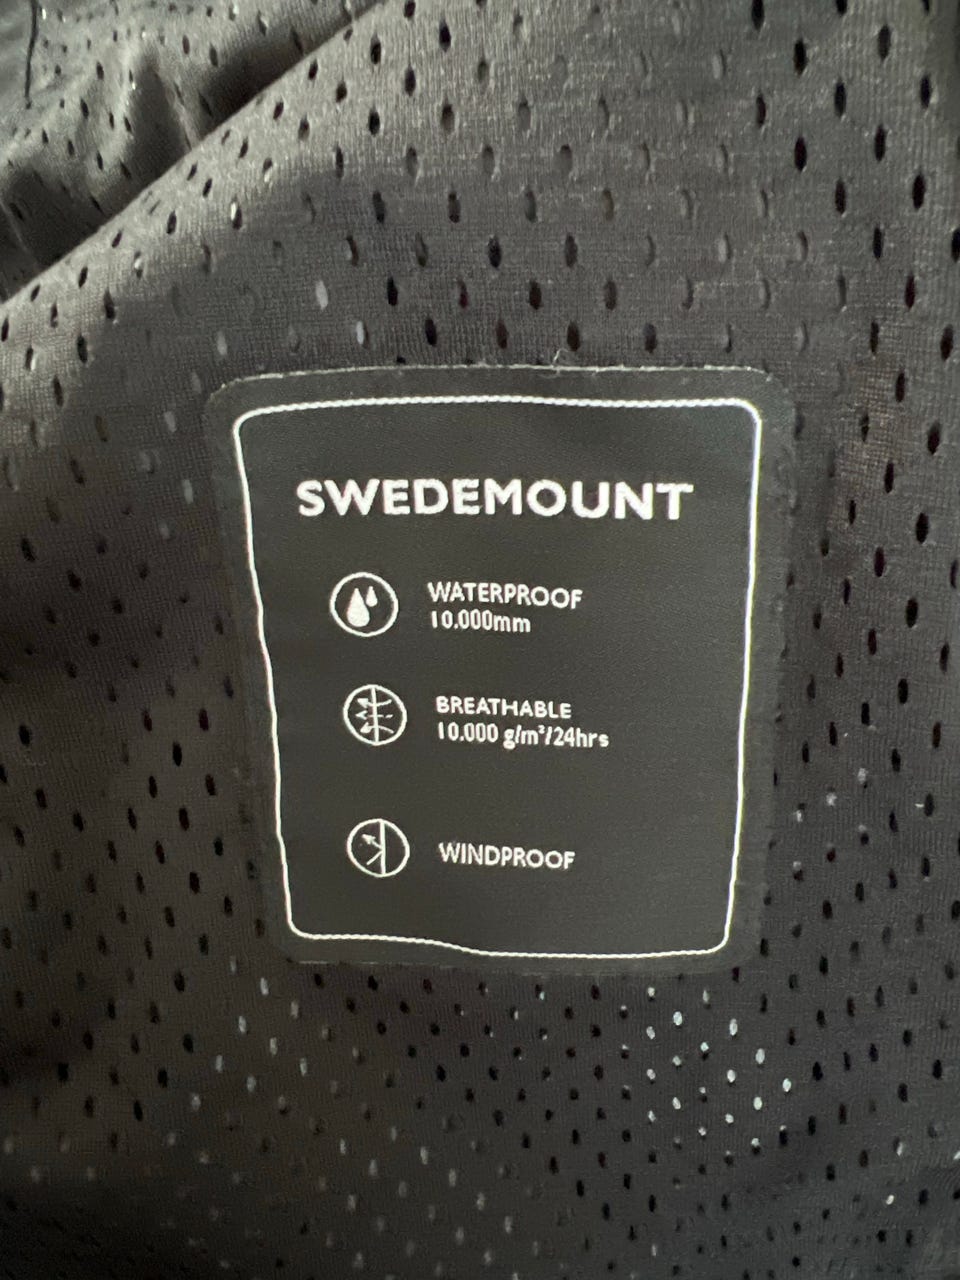 SWEDEMOUNT
WATERPROOF
10.000mm
BREATHABLE
10.000 g/m²/24hrs
WINDPROOF